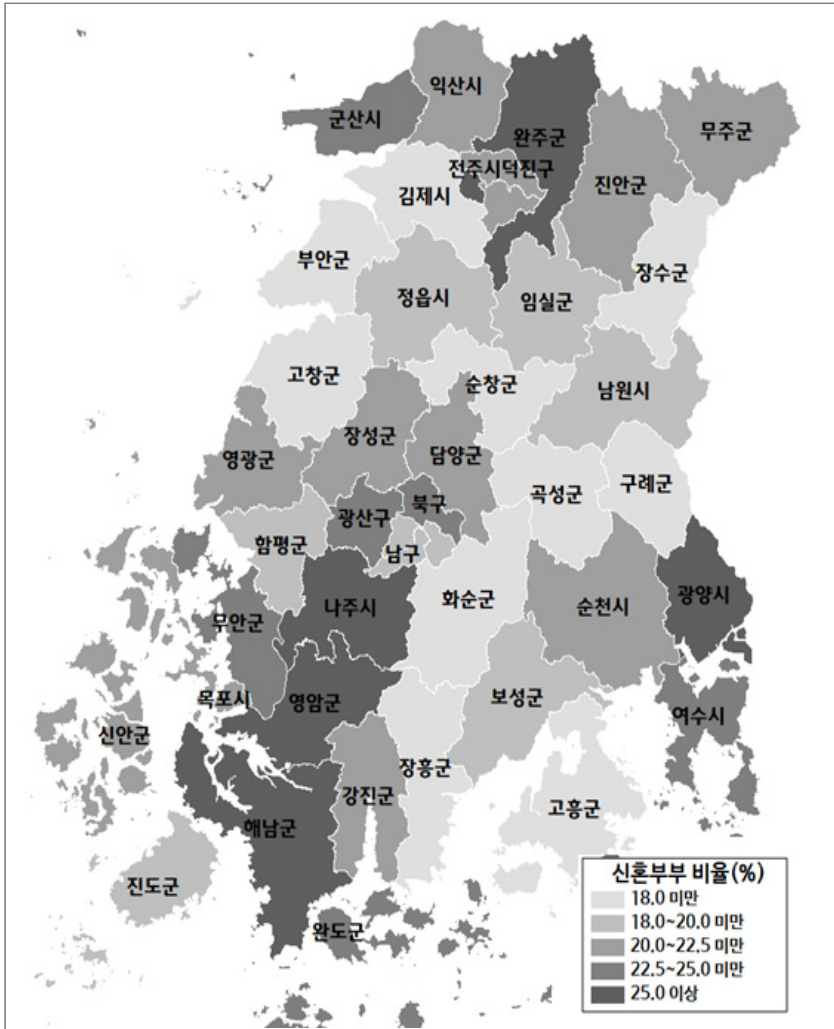 익산시
군산시
완주군
무주군
전주시덕진구
진안군
김제시
부안군
장수군
정읍시
임실군
고창군
순창군
남원시
장성군
담양군
영광군
구례군
곡성군
북구
광산구
함평군
남구
나주시
화순군
순천시
광양시
무안군
목포시
영암군
보성군
여수시
신안군
장흥군
강진군
고흥군
해남군
진도군
완도군
신혼부부 비율(%)
18.0 미만
18.0~20.0 미만
20.0~22.5 미만
22.5~25.0 미만
25.0 이상